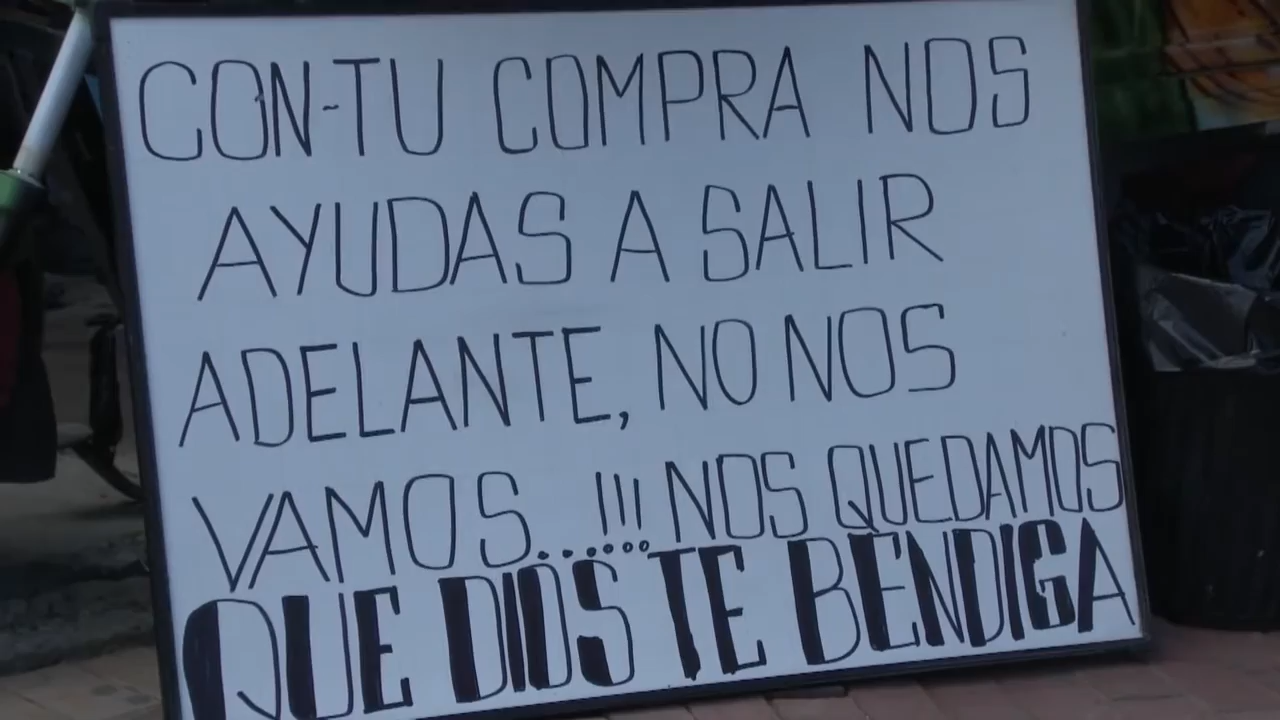 CON-TU COMPRA NOS
AYUDAS A SALIR
ADELANTE, NO NOS
VAMOS...!!! NOS QUEDAMOS
QUE DIOS TE BENDIGA